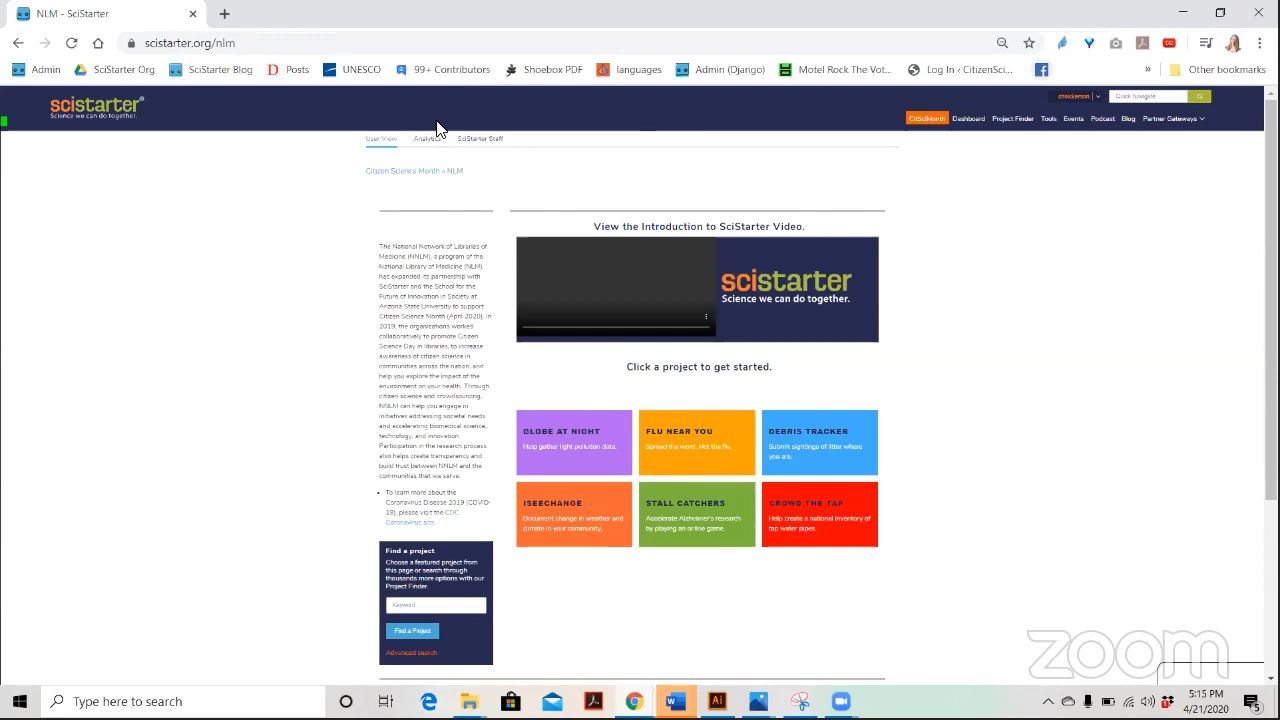 NLM - SciStarter
scistarter.org/nlm
Admin
SciStarter Org
SciStarter Blog
Posts
UNESCO
99+ Contributors
Shoebox PDF
languages
Admin (Django)
Motel Rock The Vot...
Log In ‹ CitizenSci...
»
Other bookmarks
scistarter®
Science we can do together.
chnickerson
Quick Navigate
CitSciMonth
Dashboard
Project Finder
Tools
Events
Podcast
Blog
Partner Gateways
User View
Analytics
SciStarter Staff
Citizen Science Month » NLM
The National Network of Libraries of
Medicine (NNLM), a program of the
National Library of Medicine (NLM),
has expanded its partnership with
SciStarter and the School for the
Future of Innovation in Society at
Arizona State University to support
Citizen Science Month (April 2020). In
2019, the organizations worked
collaboratively to promote Citizen
Science Day in libraries, to increase
awareness of citizen science in
communities across the nation, and
help you explore the impact of the
environment on your health. Through
citizen science and crowdsourcing,
NNLM can help you engage in
initiatives addressing societal needs
and accelerating biomedical science,
technology, and innovation.
Participation in the research process
also helps create transparency and
build trust between NNLM and the
communities that we serve.
• To learn more about the
Coronavirus Disease 2019 (COVID-
19), please visit the CDC
Coronavirus site.
Find a project
Choose a featured project from
this page or search through
thousands more options with our
Project Finder.
Keyword
Find a Project
Advanced search
View the Introduction to SciStarter Video.
scistarter
Science we can do together.
Click a project to get started.
GLOBE AT NIGHT
Help gather light pollution data.
FLU NEAR YOU
Spread the word. Not the flu.
DEBRIS TRACKER
Submit sightings of litter where
you are.
ISEECHANGE
Document change in weather and
climate in your community.
STALL CATCHERS
Accelerate Alzheimer's research
by playing an online game.
CROWD THE TAP
Help create a national inventory of
tap water pipes.
zoom
Type here to search
5:13 PM
4/21/2020